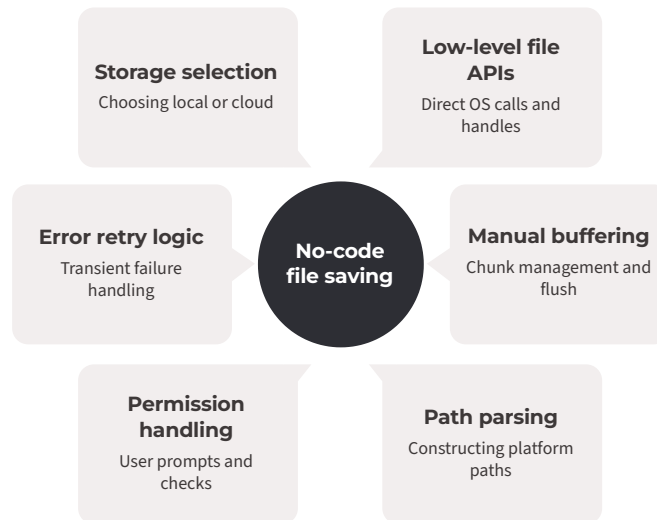 Storage selection
Choosing local or cloud
Low-level file
APIs
Direct OS calls and
handles
Error retry logic
Transient failure
handling
No-code
file saving
Manual buffering
Chunk management and
flush
Permission
handling
User prompts and
checks
Path parsing
Constructing platform
paths